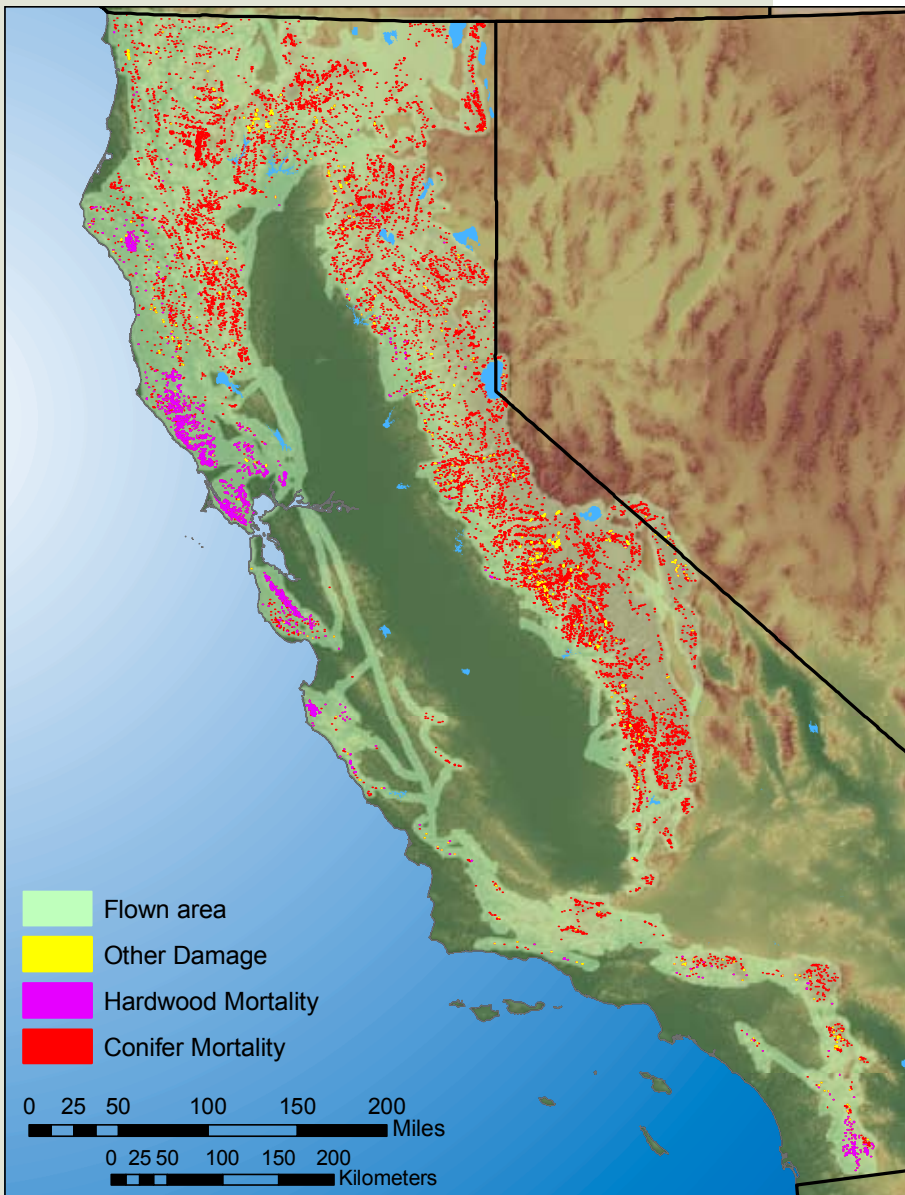 Flown area
Other Damage
Hardwood Mortality
Conifer Mortality
0 25 50 100 150 200
Miles
0 25 50 100 150 200
Kilometers